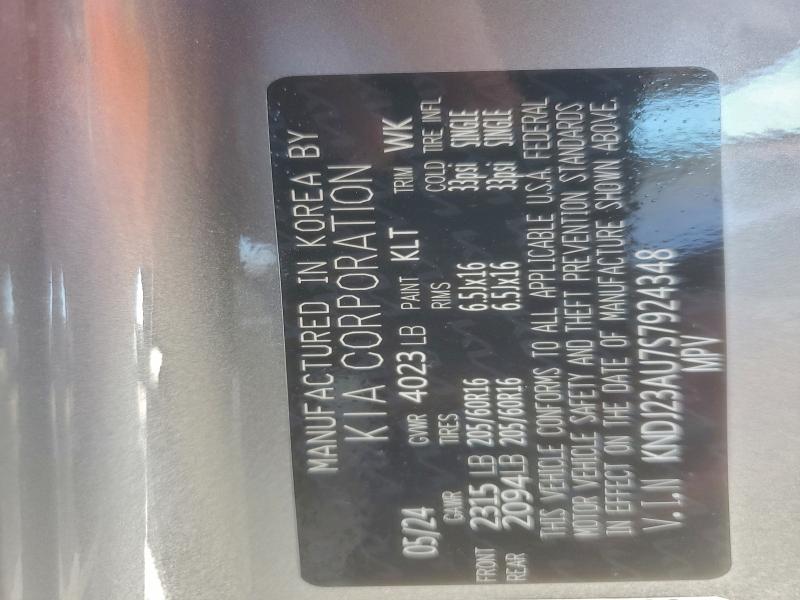 MANUFACTURED IN KOREA BY
KIA CORPORATION
05/24 GWR 4023 LB PAINT KLT TRIM WK
GAWR TIRES RIMS COLD TIRE INFL
FRONT 2315 LB 205/60R16 6.5Jx16 33psi SINGLE
REAR 2094 LB 205/60R16 6.5Jx16 33psi SINGLE
THIS VEHICLE CONFORMS TO ALL APPLICABLE U.S.A. FEDERAL
MOTOR VEHICLE SAFETY AND THEFT PREVENTION STANDARDS
IN EFFECT ON THE DATE OF MANUFACTURE SHOWN ABOVE.
V.I.N KNDJ23AU7S7924348
MPV